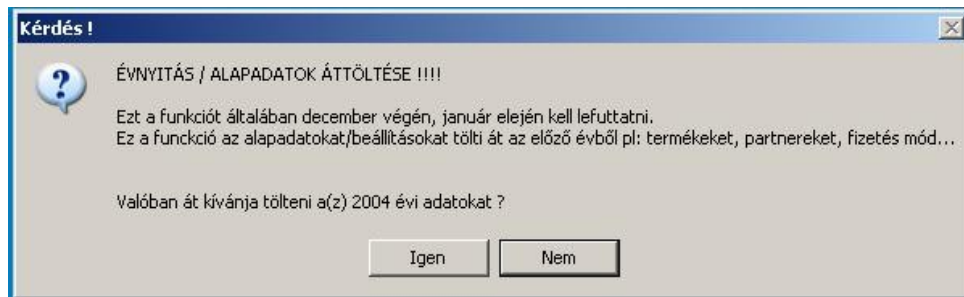 Kérdés !
ÉVNYITÁS / ALAPADATOK ÁTTÖLTÉSE !!!!
Ezt a funkciót általában december végén, január elején kell lefuttatni.
Ez a funckció az alapadatokat/beállításokat tölti át az előző évből pl: termékeket, partnereket, fizetés mód...
Valóban át kívánja tölteni a(z) 2004 évi adatokat ?
Igen
Nem